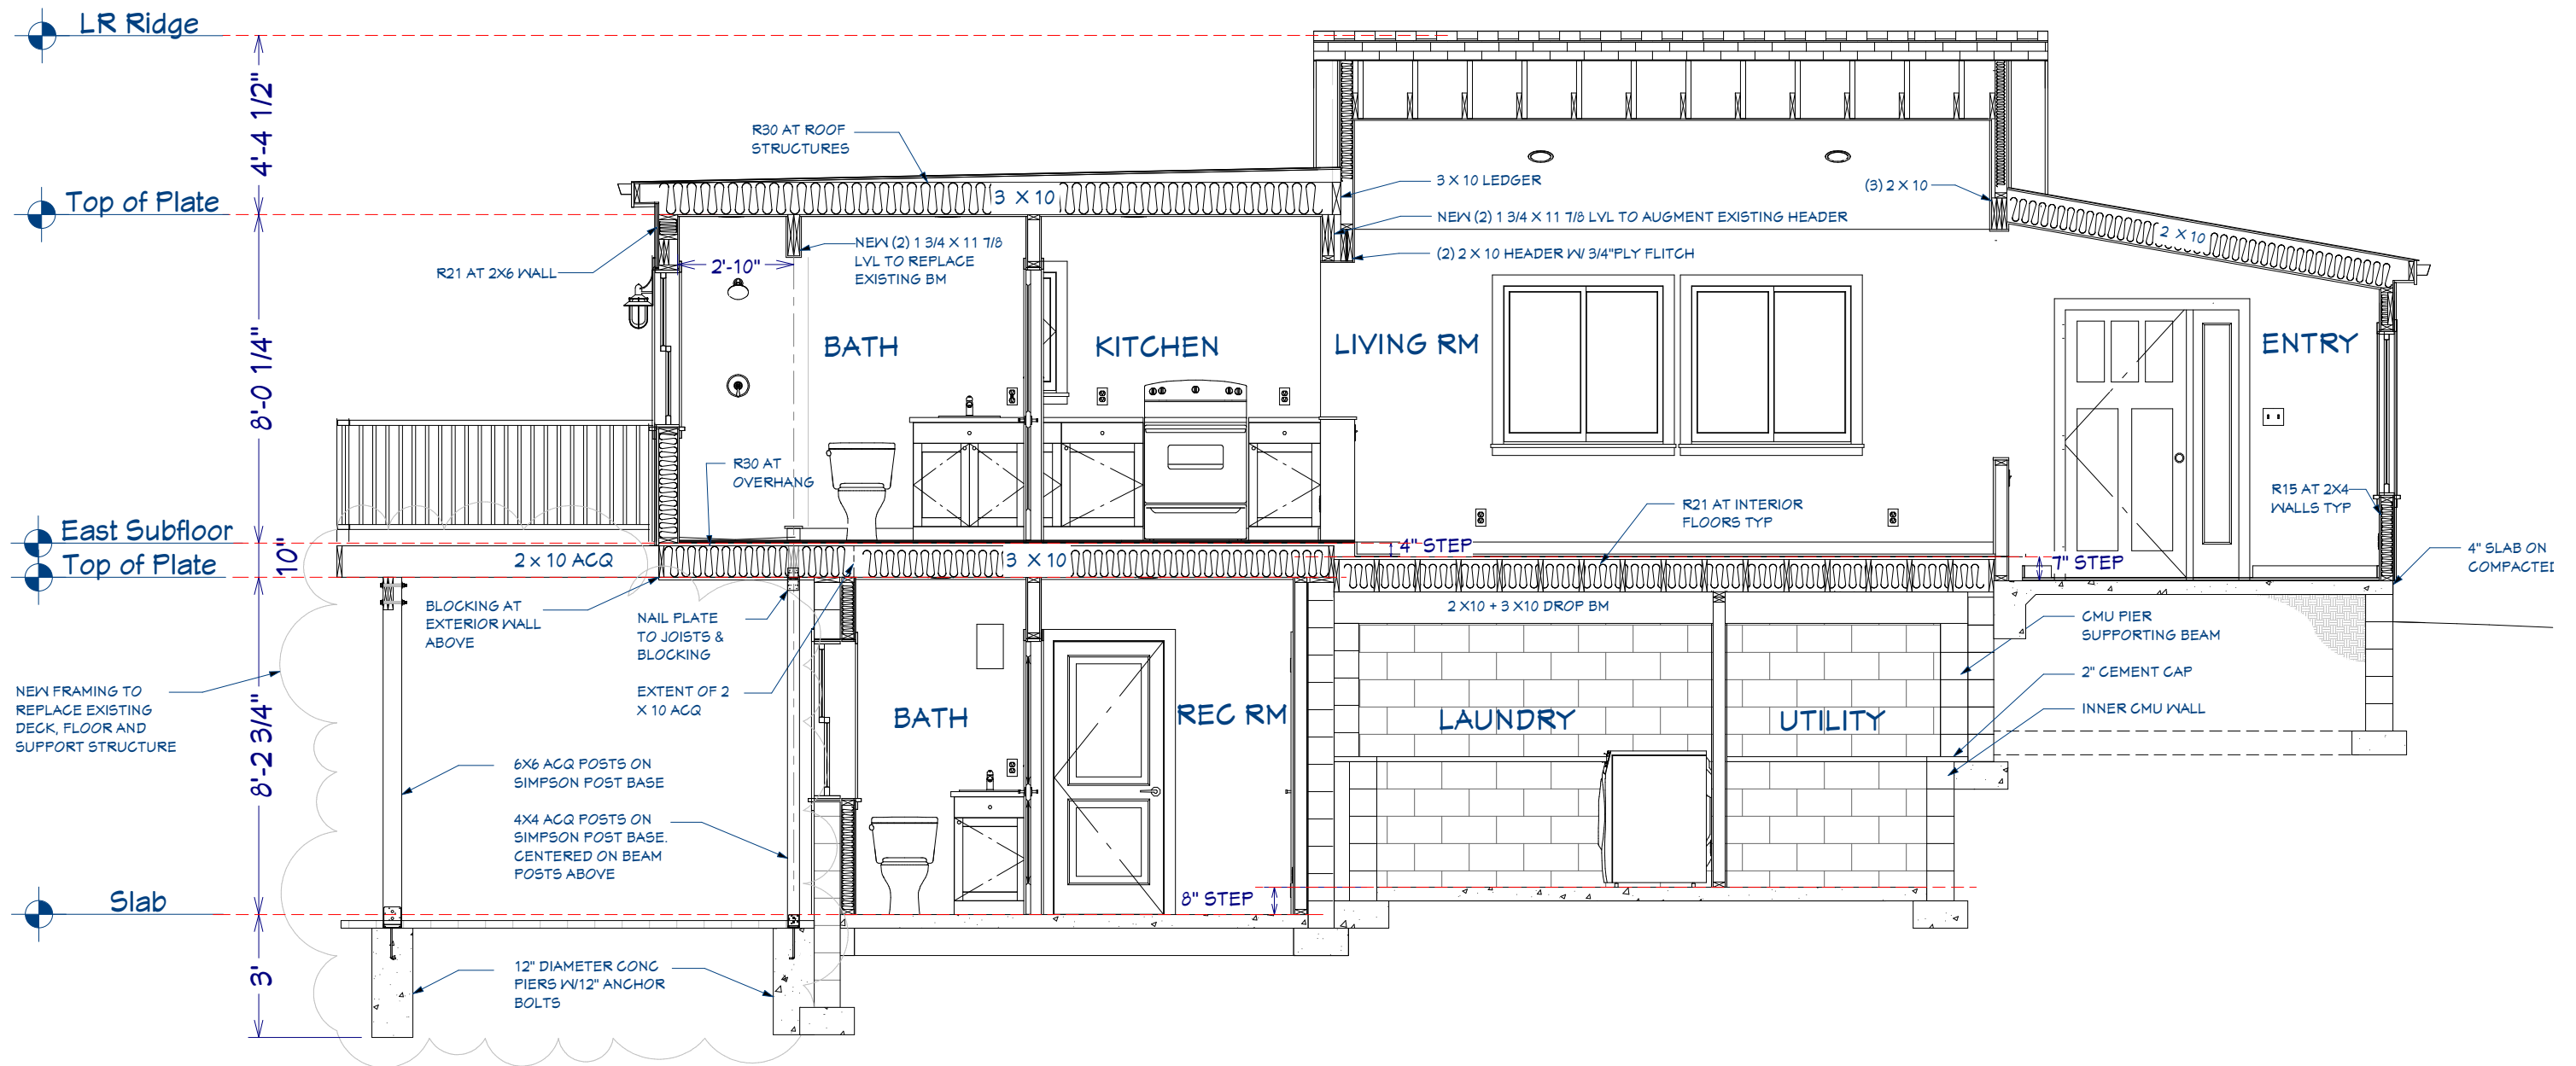 LR Ridge
4'-4 1/2"
R30 AT ROOF
STRUCTURES
3 X 10 LEDGER
(3) 2 X 10
Top of Plate
3 X 10
NEW (2) 1 3/4 X 11 7/8 LVL TO AUGMENT EXISTING HEADER
2 X 10
R21 AT 2X6 WALL
2'-10"
NEW (2) 1 3/4 X 11 7/8
LVL TO REPLACE
EXISTING BM
(2) 2 X 10 HEADER W/ 3/4"PLY FLITCH
8'-0 1/4"
BATH
KITCHEN
LIVING RM
ENTRY
R30 AT
OVERHANG
R21 AT INTERIOR
FLOORS TYP
R15 AT 2X4
WALLS TYP
East Subfloor
10"
Top of Plate
2 x 10 ACQ
3 X 10
4" STEP
7" STEP
4" SLAB ON
COMPACTED
BLOCKING AT
EXTERIOR WALL
ABOVE
NAIL PLATE
TO JOISTS &
BLOCKING
2 X10 + 3 X10 DROP BM
CMU PIER
SUPPORTING BEAM
2" CEMENT CAP
INNER CMU WALL
NEW FRAMING TO
REPLACE EXISTING
DECK, FLOOR AND
SUPPORT STRUCTURE
EXTENT OF 2
X 10 ACQ
8'-2 3/4"
BATH
REC RM
LAUNDRY
UTILITY
6X6 ACQ POSTS ON
SIMPSON POST BASE
4X4 ACQ POSTS ON
SIMPSON POST BASE.
CENTERED ON BEAM
POSTS ABOVE
Slab
8" STEP
3'
12" DIAMETER CONC
PIERS W/12" ANCHOR
BOLTS